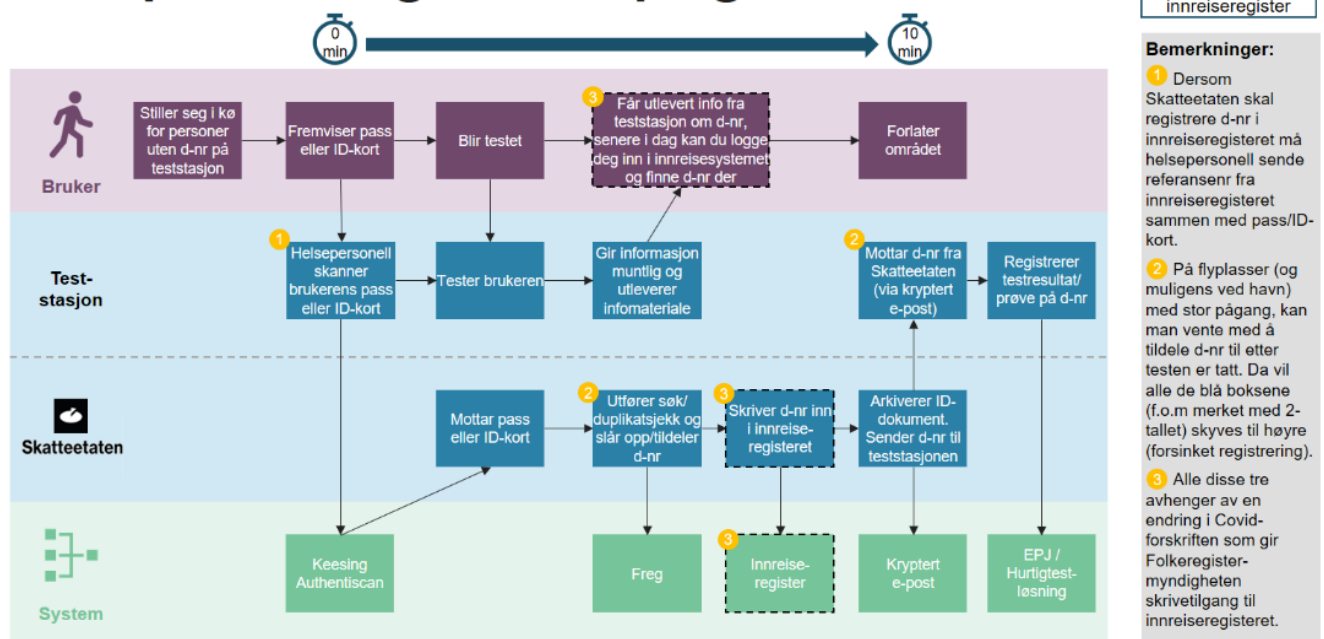 innreiseregister
0
min
10
min
Bruker
Stiller seg i kø
for personer
uten d-nr på
teststasjon
Fremviser pass
eller ID-kort
Blir testet
3
Får utlevert info fra
teststasjon om d-nr,
senere i dag kan du logge
deg inn i innreisesystemet
og finne d-nr der
Forlater
området
Test-
stasjon
1
Helsepersonell
skanner
brukerens pass
eller ID-kort
Tester brukeren
Gir informasjon
muntlig og
utleverer
infomateriale
2
Mottar d-nr fra
Skatteetaten
(via kryptert
e-post)
Registrerer
testresultat/
prøve på d-nr
Skatteetaten
Mottar pass
eller ID-kort
2
Utfører søk/
duplikatsjekk og
slår opp/tildeler
d-nr
3
Skriver d-nr inn
i innreise-
registeret
Arkiverer ID-
dokument.
Sender d-nr til
teststasjonen
System
Keesing
Authentiscan
Freg
3
Innreise-
register
Kryptert
e-post
EPJ /
Hurtigtest-
løsning
Bemerkninger:
1 Dersom
Skatteetaten skal
registrere d-nr i
innreiseregisteret må
helsepersonell sende
referansenr fra
innreiseregisteret
sammen med pass/ID-
kort.
2 På flyplasser (og
muligens ved havn)
med stor pågang, kan
man vente med å
tildele d-nr til etter
testen er tatt. Da vil
alle de blå boksene
(f.o.m merket med 2-
tallet) skyves til høyre
(forsinket registrering).
3 Alle disse tre
avhenger av en
endring i Covid-
forskriften som gir
Folkeregister-
myndigheten
skrivetilgang til
innreiseregisteret.